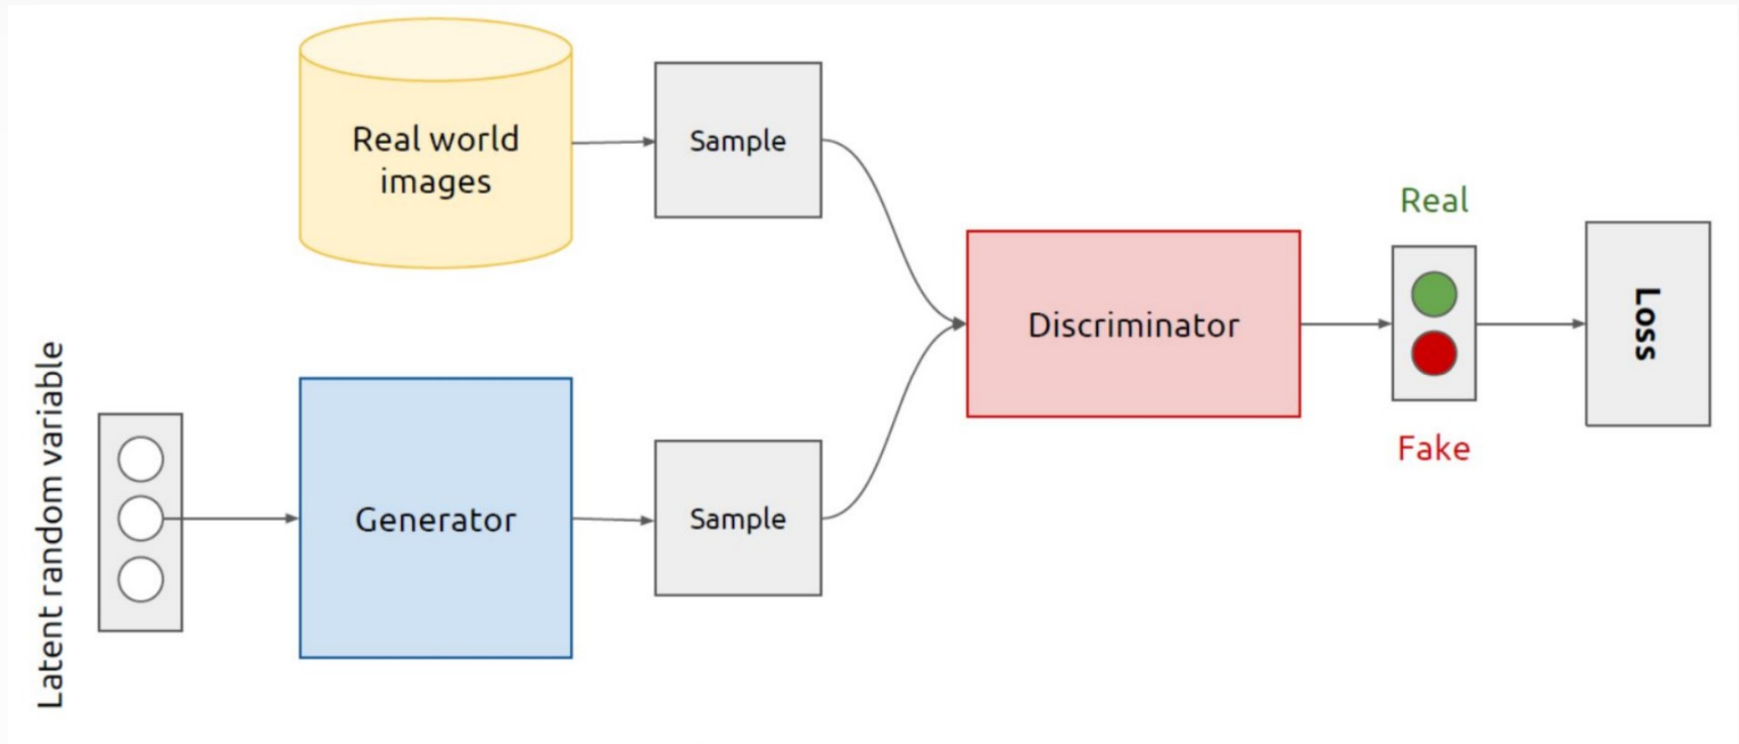 Real world
images
Sample
Real
Discriminator
Loss
Fake
Latent random variable
Generator
Sample